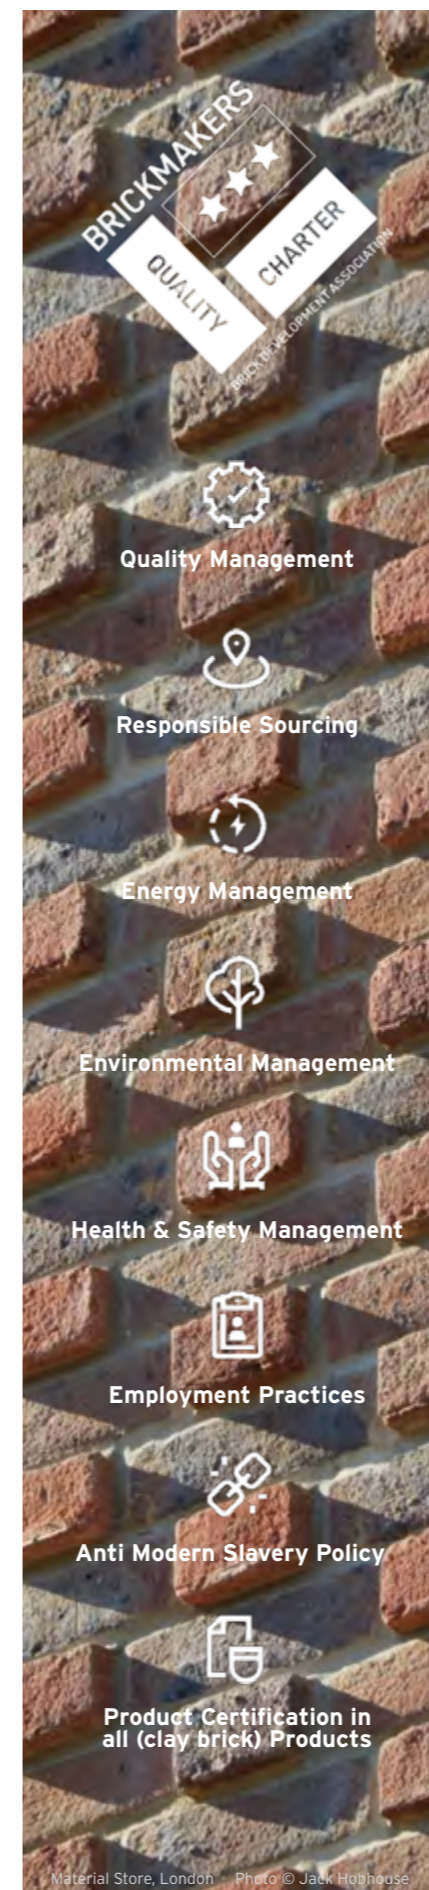 BRICKMAKERS
QUALITY
CHARTER
BRICK DEVELOPMENT ASSOCIATION
Quality Management
Responsible Sourcing
Energy Management
Environmental Management
Health & Safety Management
Employment Practices
Anti Modern Slavery Policy
Product Certification in
all (clay brick) Products
Material Store, London Photo © Jack Hobhouse